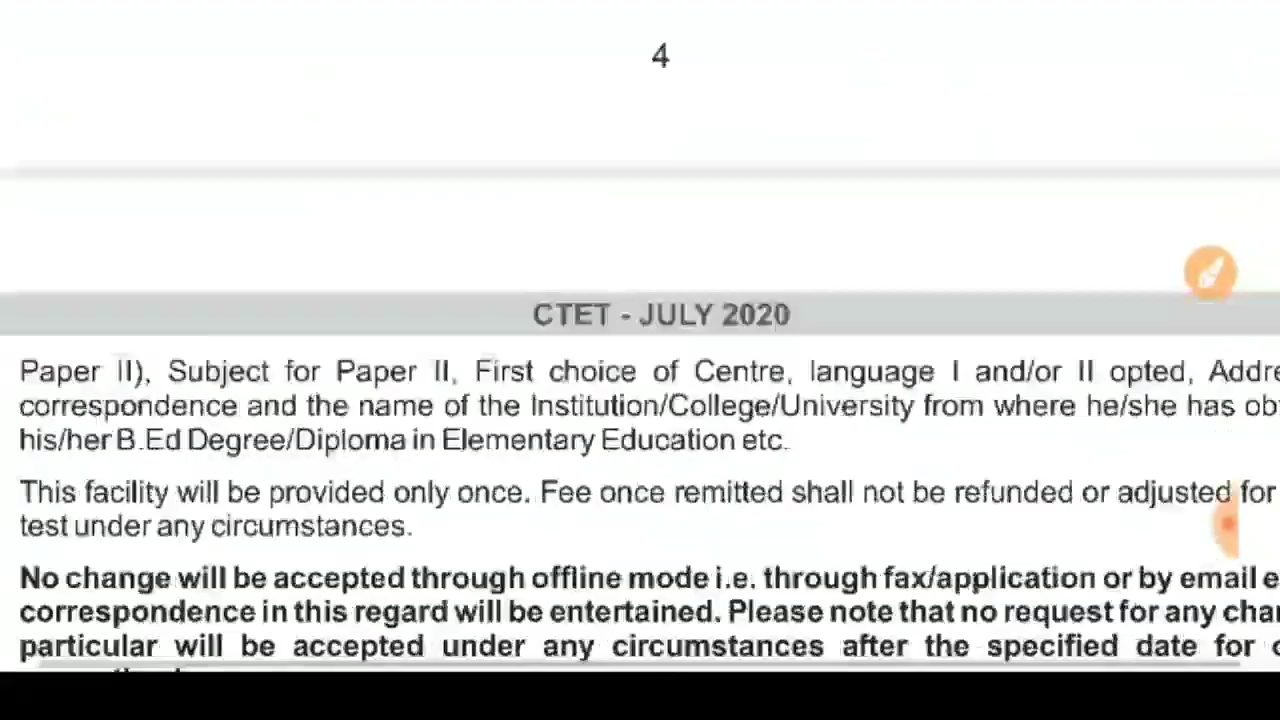 4
CTET - JULY 2020
Paper II), Subject for Paper II, First choice of Centre, language I and/or II opted, Addre
correspondence and the name of the Institution/College/University from where he/she has ob
his/her B.Ed Degree/Diploma in Elementary Education etc.
This facility will be provided only once. Fee once remitted shall not be refunded or adjusted for
test under any circumstances.
No change will be accepted through offline mode i.e. through fax/application or by email e
correspondence in this regard will be entertained. Please note that no request for any cha
particular will be accepted under any circumstances after the specified date for